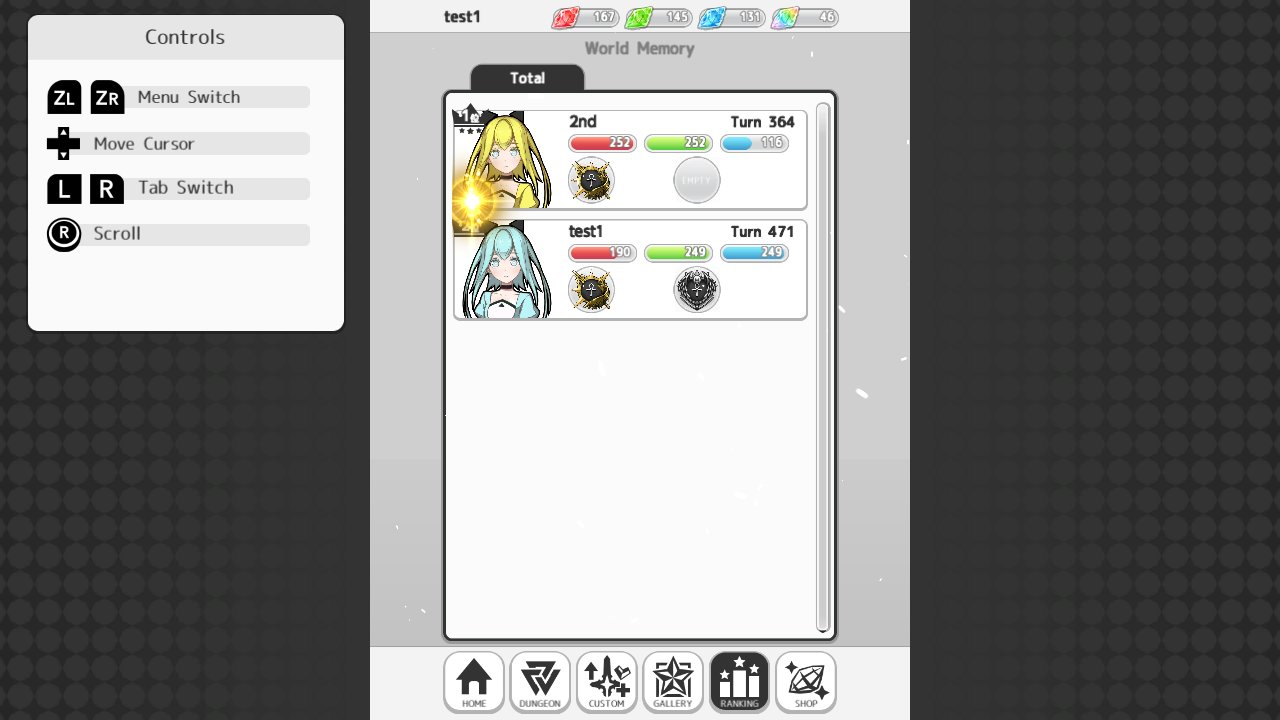 Controls
ZL ZR Menu Switch
Move Cursor
L R Tab Switch
R Scroll
test1 167 145 131 46
World Memory
Total
2nd Turn 364
252 252 116
EMPTY
test1 Turn 471
190 249 249
HOME DUNGEON CUSTOM GALLERY RANKING SHOP